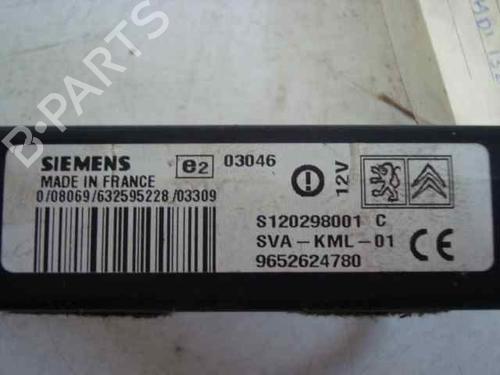 B-PARTS
SIEMENS
MADE IN FRANCE
0/08069/632595228/03309
e2 03046
12V
S120298001 C
SVA-KML-01
9652624780
CE